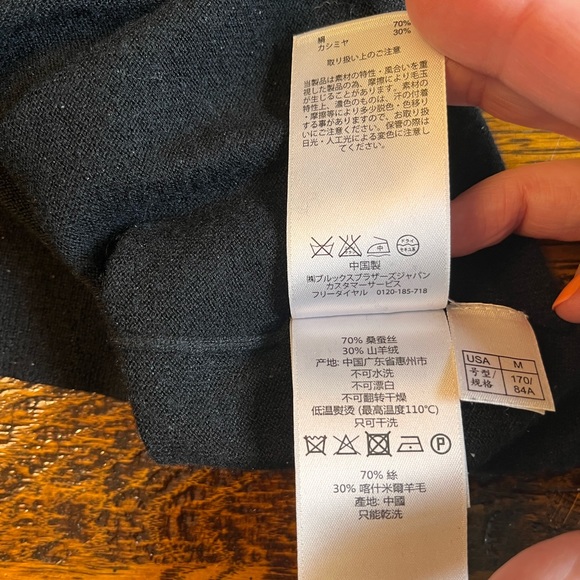 絹 70%
カシミヤ 30%
取り扱い上のご注意
当製品は素材の特性・風合いを重
視した製品の為、摩擦により毛玉
が生じることがあります。素材の
特性上、濃色のものは、汗の付着
・摩擦等により多少脱色・色移り
する事がありますので、お取り扱
いにご注意ください。保管の際は
日光・人工光による変色に注意し
てください。
ドライ
セキユ系
中国製
㈱ブルックスブラザーズジャパン
カスタマーサービス
フリーダイヤル 0120-185-718
70% 桑蚕丝
30% 山羊绒
产地: 中国广东省惠州市
不可水洗
不可漂白
不可翻转干燥
低温熨烫 (最高温度110℃)
只可干洗
P
70% 絲
30% 喀什米爾羊毛
產地: 中國
只能乾洗
USA M
号型/ 170/
规格 84A